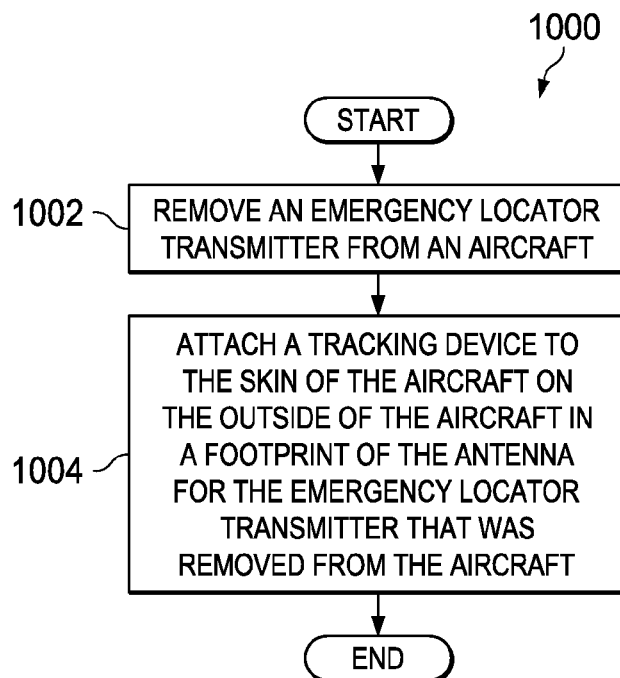 1000
START
1002
REMOVE AN EMERGENCY LOCATOR
TRANSMITTER FROM AN AIRCRAFT
1004
ATTACH A TRACKING DEVICE TO
THE SKIN OF THE AIRCRAFT ON
THE OUTSIDE OF THE AIRCRAFT IN
A FOOTPRINT OF THE ANTENNA
FOR THE EMERGENCY LOCATOR
TRANSMITTER THAT WAS
REMOVED FROM THE AIRCRAFT
END